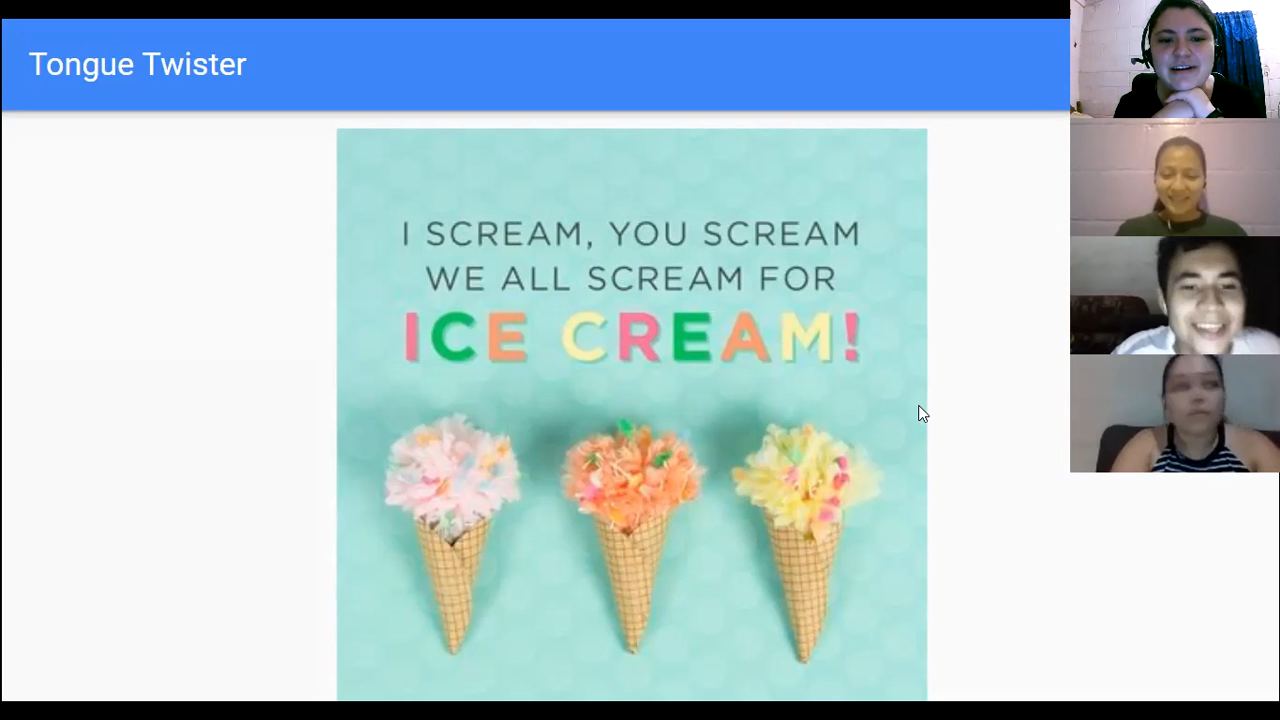 Tongue Twister
I SCREAM, YOU SCREAM
WE ALL SCREAM FOR
ICE CREAM!